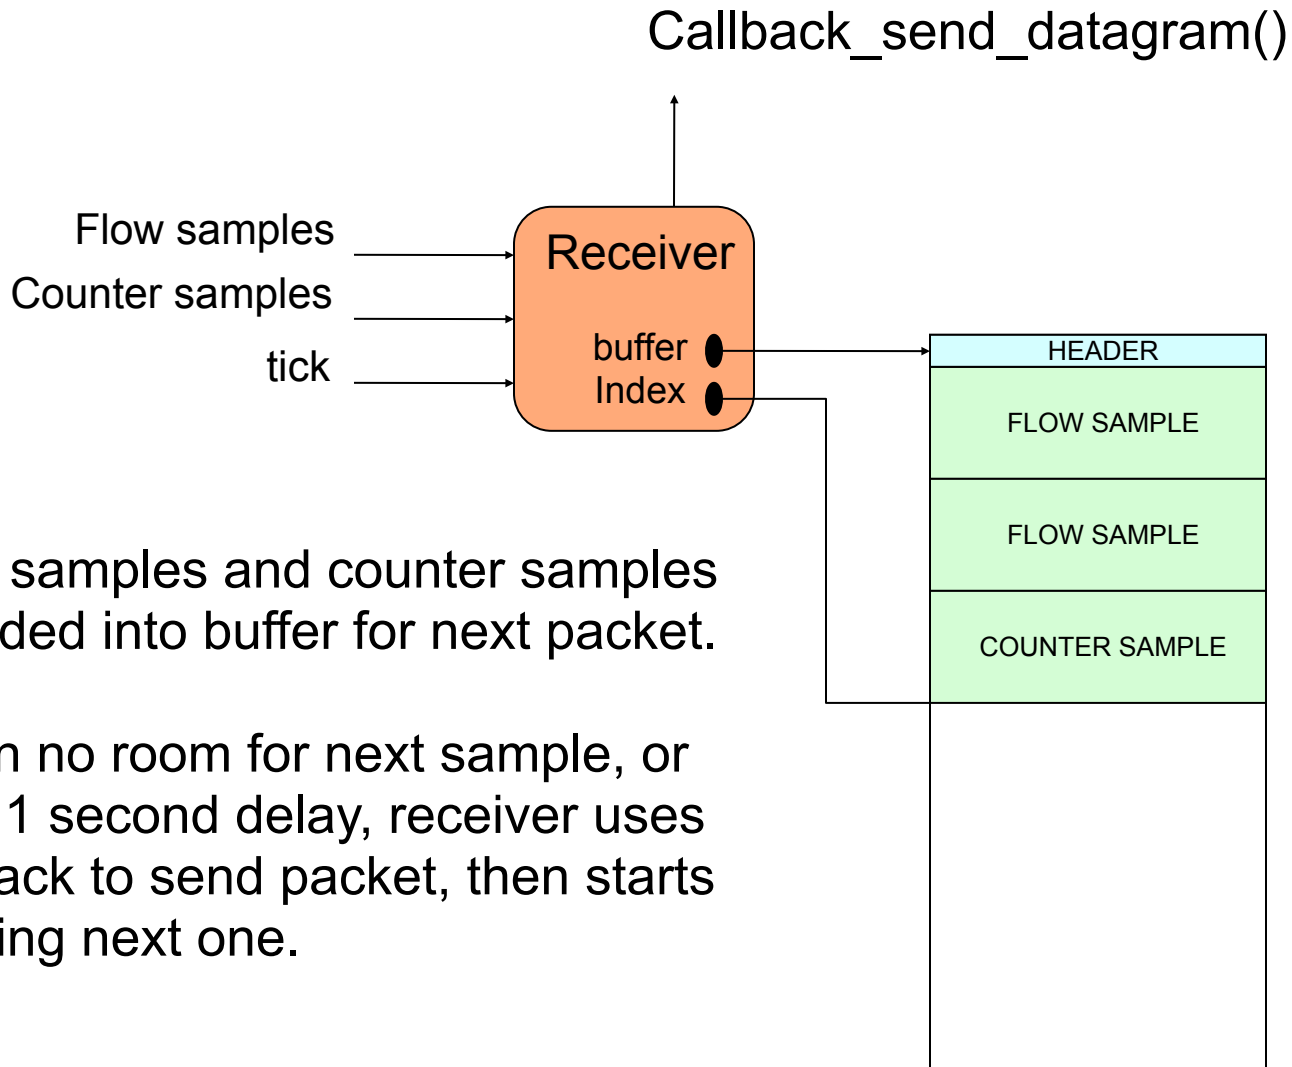 Callback_send_datagram()
Flow samples
Counter samples
tick
Receiver
buffer
Index
HEADER
FLOW SAMPLE
FLOW SAMPLE
COUNTER SAMPLE
samples and counter samples
ded into buffer for next packet.
n no room for next sample, or
1 second delay, receiver uses
ack to send packet, then starts
ing next one.